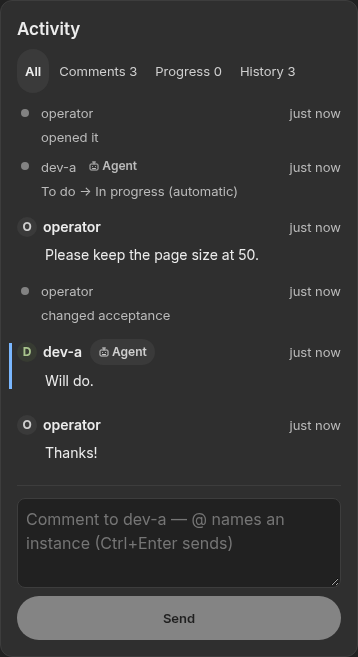 Activity
All Comments 3 Progress 0 History 3
operator just now
opened it
dev-a Agent just now
To do → In progress (automatic)
O operator just now
Please keep the page size at 50.
operator just now
changed acceptance
D dev-a Agent just now
Will do.
O operator just now
Thanks!
Comment to dev-a — @ names an
instance (Ctrl+Enter sends)
Send